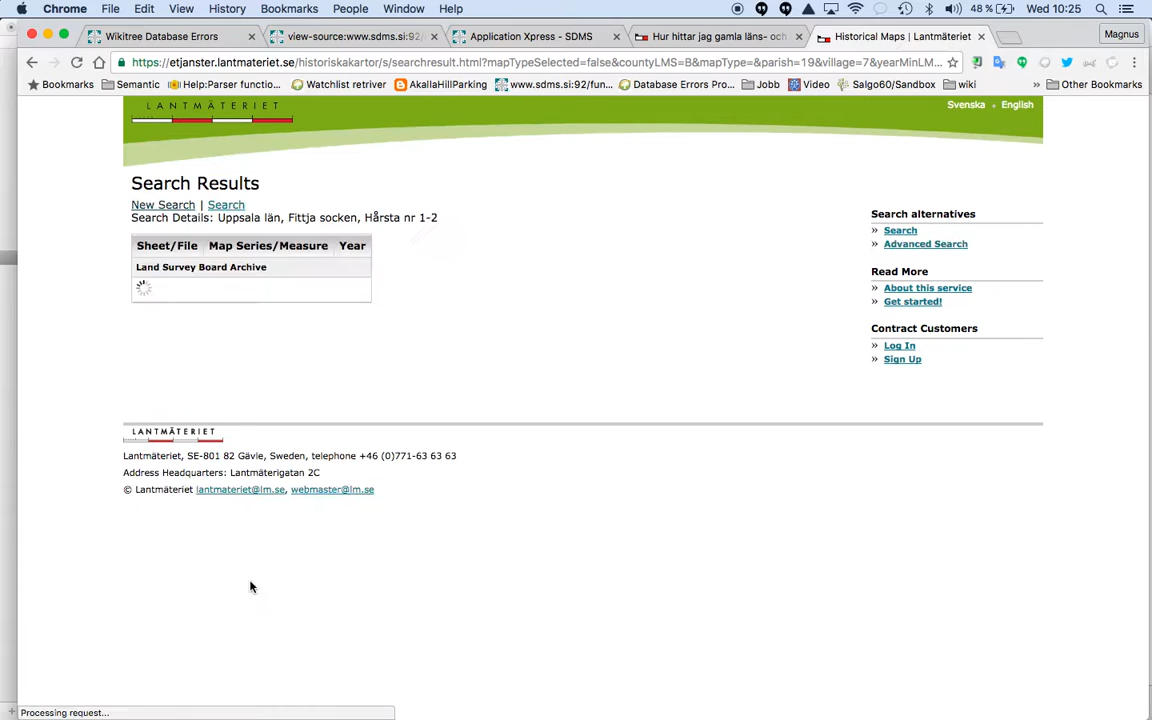 Chrome File Edit View History Bookmarks People Window Help 48 % Wed 10:25
Wikitree Database Errors view-source:www.sdms.si:92/ Application Xpress - SDMS Hur hittar jag gamla läns- och Historical Maps | Lantmäteriet Magnus
https://etjanster.lantmateriet.se/historiskakartor/s/searchresult.html?mapTypeSelected=false&countyLMS=B&mapType=&parish=19&village=7&yearMinLM...
Bookmarks Semantic Help:Parser functio... Watchlist retriever AkallaHillParking www.sdms.si:92/fun... Database Errors Pro... Jobb Video Salgo60/Sandbox wiki » Other Bookmarks
LANTMÄTERIET
Svenska English
Search Results
New Search | Search
Search Details: Uppsala län, Fittja socken, Hårsta nr 1-2
Sheet/File Map Series/Measure Year
Land Survey Board Archive
Search alternatives
» Search
» Advanced Search
Read More
» About this service
» Get started!
Contract Customers
» Log In
» Sign Up
LANTMÄTERIET
Lantmäteriet, SE-801 82 Gävle, Sweden, telephone +46 (0)771-63 63 63
Address Headquarters: Lantmäterigatan 2C
© Lantmäteriet lantmateriet@lm.se, webmaster@lm.se
Processing request...